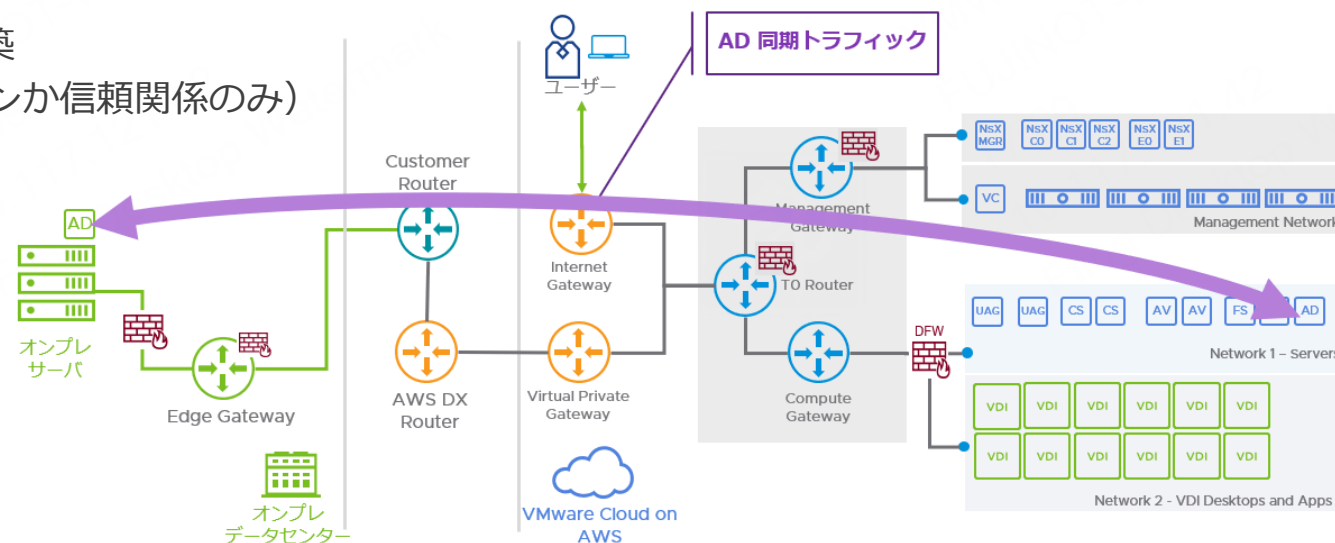 築
ンか信頼関係のみ）
ユーザー
AD 同期トラフィック
Customer
Router
AD
オンプレ
サーバ
Edge Gateway
オンプレ
データセンター
AWS DX
Router
Internet
Gateway
Virtual Private
Gateway
VMware Cloud on
AWS
Management
Gateway
T0 Router
Compute
Gateway
DFW
NSX
MGR
NSX
C0
NSX
C1
NSX
C2
NSX
E0
NSX
E1
VC
Management Network
UAG
UAG
CS
CS
AV
AV
FS
AD
Network 1 – Servers
VDI
VDI
VDI
VDI
VDI
VDI
VDI
VDI
VDI
VDI
VDI
VDI
Network 2 - VDI Desktops and Apps